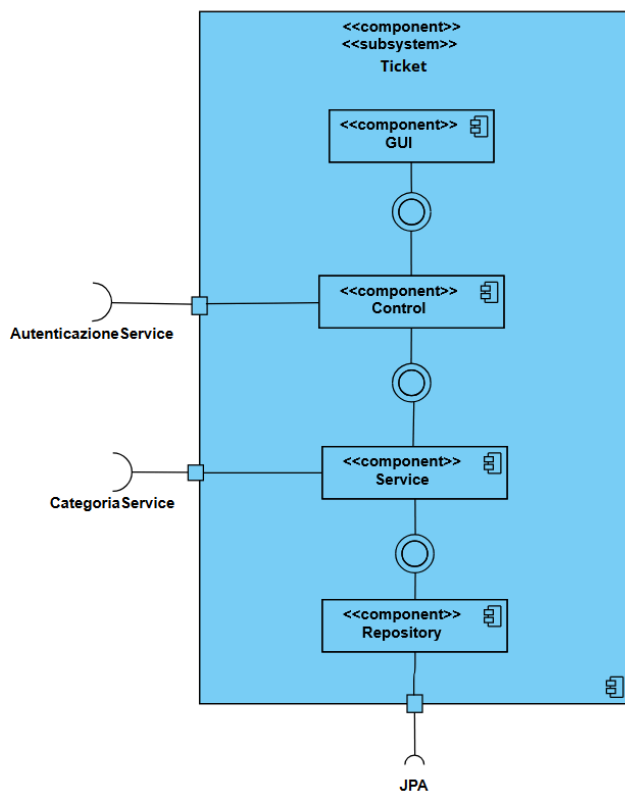 <<component>>
<<subsystem>>
Ticket
<<component>>
GUI
<<component>>
Control
AutenticazioneService
<<component>>
Service
CategoriaService
<<component>>
Repository
JPA